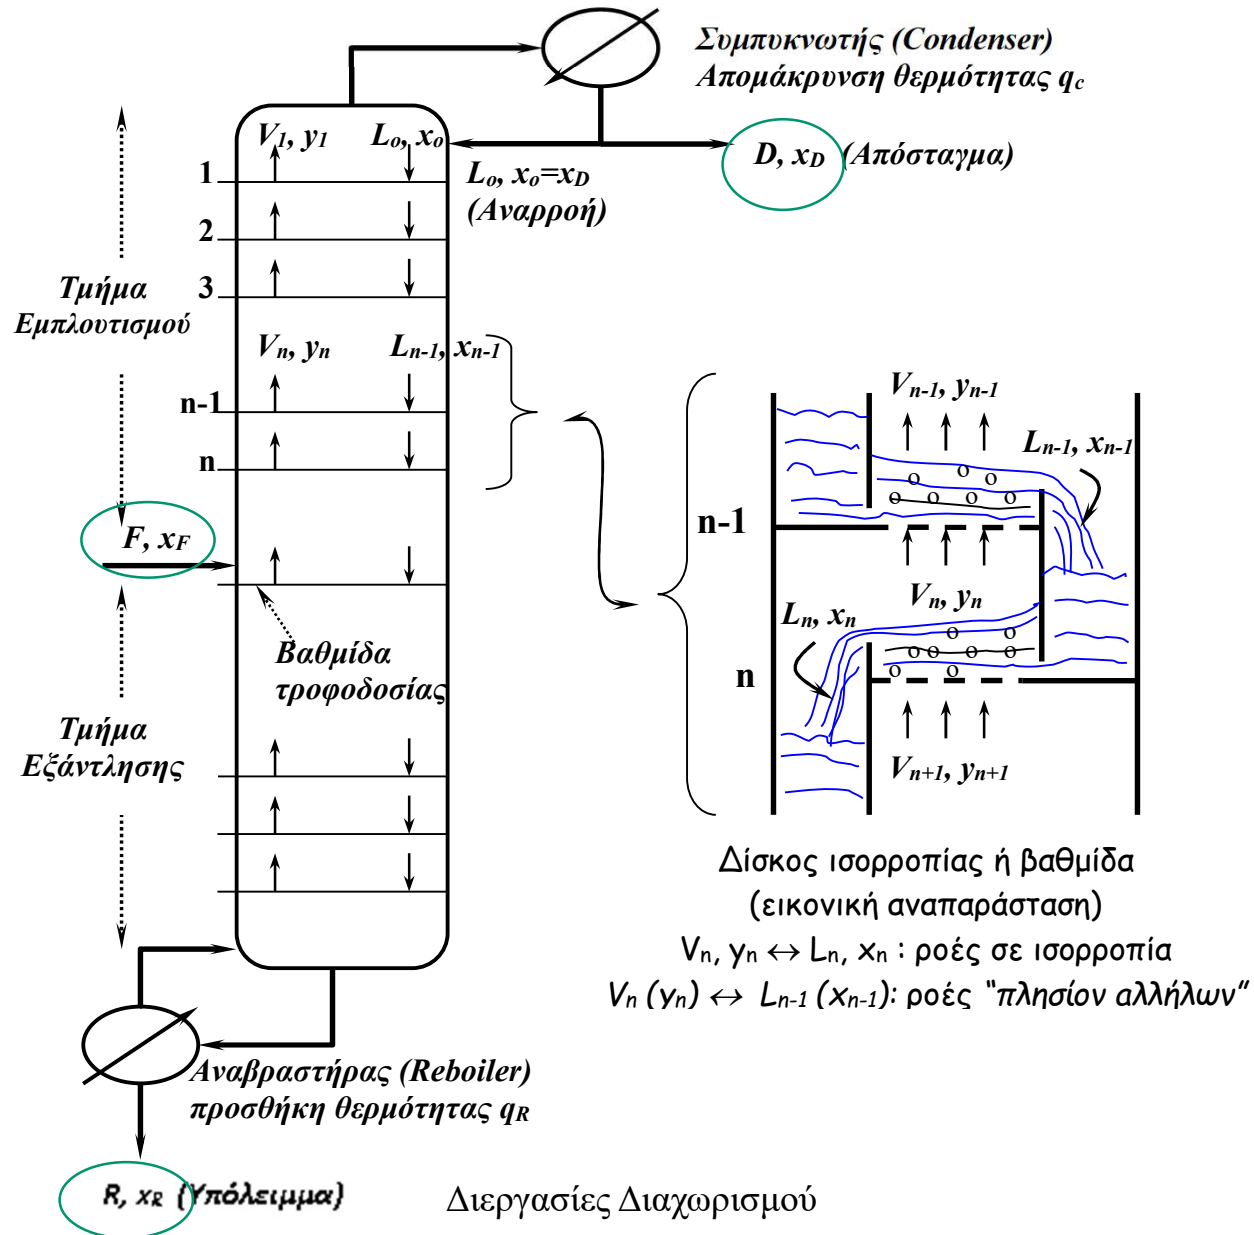 Συμπυκνωτής (Condenser)
Απομάκρυνση θερμότητας qc
V1, y1
Lo, xo
D, xD (Απόσταγμα)
1
Lo, xo=xD
(Αναρροή)
2
3
Τμήμα
Εμπλουτισμού
Vn, yn
Ln-1, xn-1
n-1
n
Vn-1, yn-1
Ln-1, xn-1
n-1
F, xF
Vn, yn
Ln, xn
n
Βαθμίδα
τροφοδοσίας
Τμήμα
Εξάντλησης
Vn+1, yn+1
Δίσκος ισορροπίας ή βαθμίδα
(εικονική αναπαράσταση)
Vn, yn ↔ Ln, xn : ροές σε ισορροπία
Vn (yn) ↔ Ln-1 (xn-1): ροές “πλησίον αλλήλων”
Αναβραστήρας (Reboiler)
προσθήκη θερμότητας qR
R, xR (Υπόλειμμα)
Διεργασίες Διαχωρισμού